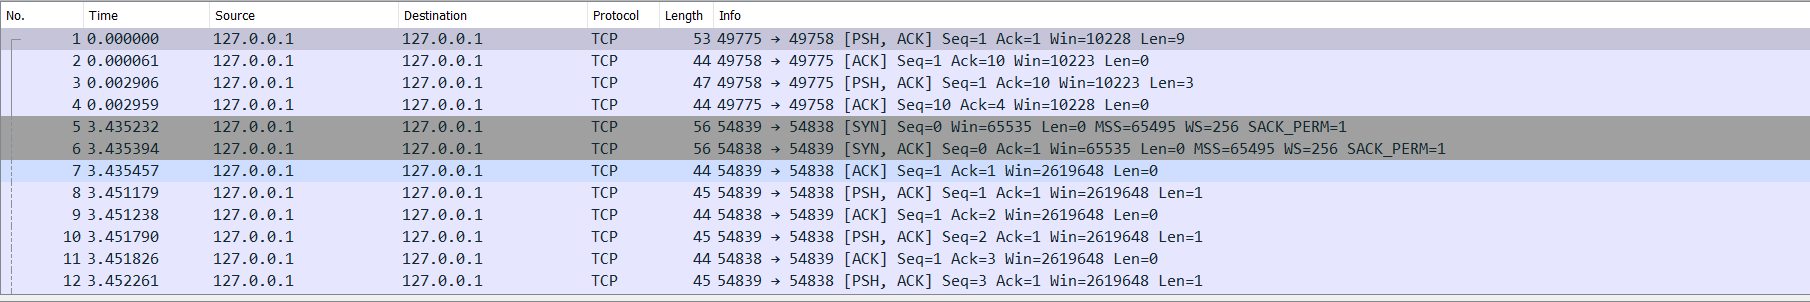 No. Time Source Destination Protocol Length Info
1 0.000000 127.0.0.1 127.0.0.1 TCP 53 49775 → 49758 [PSH, ACK] Seq=1 Ack=1 Win=10228 Len=9
2 0.000061 127.0.0.1 127.0.0.1 TCP 44 49758 → 49775 [ACK] Seq=1 Ack=10 Win=10223 Len=0
3 0.002906 127.0.0.1 127.0.0.1 TCP 47 49758 → 49775 [PSH, ACK] Seq=1 Ack=10 Win=10223 Len=3
4 0.002959 127.0.0.1 127.0.0.1 TCP 44 49775 → 49758 [ACK] Seq=10 Ack=4 Win=10228 Len=0
5 3.435232 127.0.0.1 127.0.0.1 TCP 56 54839 → 54838 [SYN] Seq=0 Win=65535 Len=0 MSS=65495 WS=256 SACK_PERM=1
6 3.435394 127.0.0.1 127.0.0.1 TCP 56 54838 → 54839 [SYN, ACK] Seq=0 Ack=1 Win=65535 Len=0 MSS=65495 WS=256 SACK_PERM=1
7 3.435457 127.0.0.1 127.0.0.1 TCP 44 54839 → 54838 [ACK] Seq=1 Ack=1 Win=2619648 Len=0
8 3.451179 127.0.0.1 127.0.0.1 TCP 45 54839 → 54838 [PSH, ACK] Seq=1 Ack=1 Win=2619648 Len=1
9 3.451238 127.0.0.1 127.0.0.1 TCP 44 54838 → 54839 [ACK] Seq=1 Ack=2 Win=2619648 Len=0
10 3.451790 127.0.0.1 127.0.0.1 TCP 45 54839 → 54838 [PSH, ACK] Seq=2 Ack=1 Win=2619648 Len=1
11 3.451826 127.0.0.1 127.0.0.1 TCP 44 54838 → 54839 [ACK] Seq=1 Ack=3 Win=2619648 Len=0
12 3.452261 127.0.0.1 127.0.0.1 TCP 45 54839 → 54838 [PSH, ACK] Seq=3 Ack=1 Win=2619648 Len=1